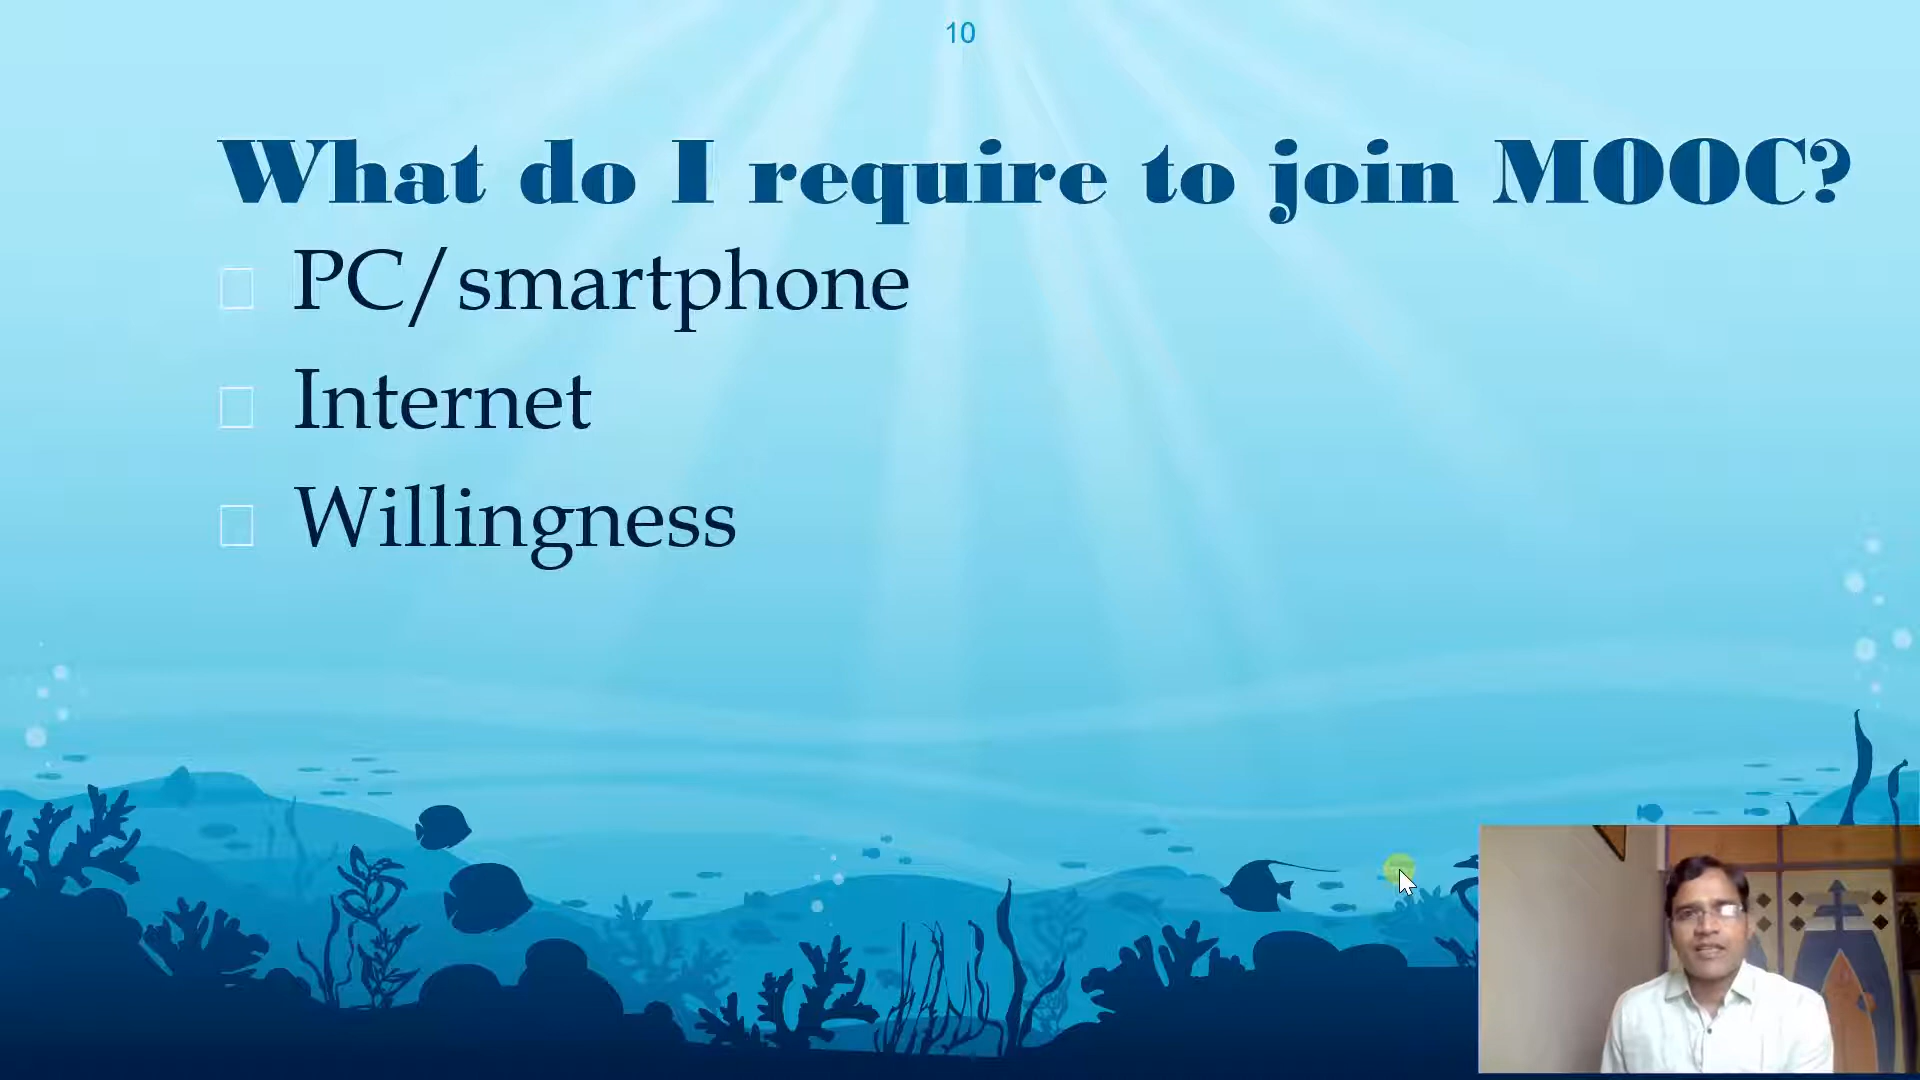 10
What do I require to join MOOC?
PC/smartphone
Internet
Willingness